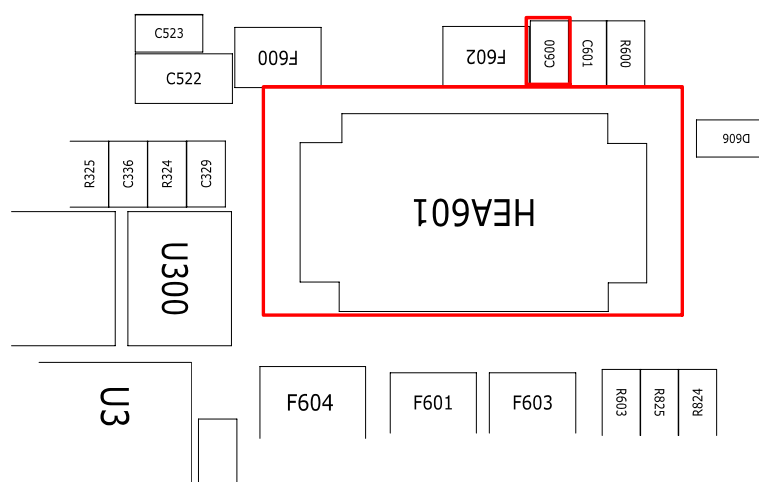 C523
C522
F600
F602
C600
C601
R600
D606
R325
C336
R324
C329
HEA601
U300
U3
F604
F601
F603
R603
R825
R824